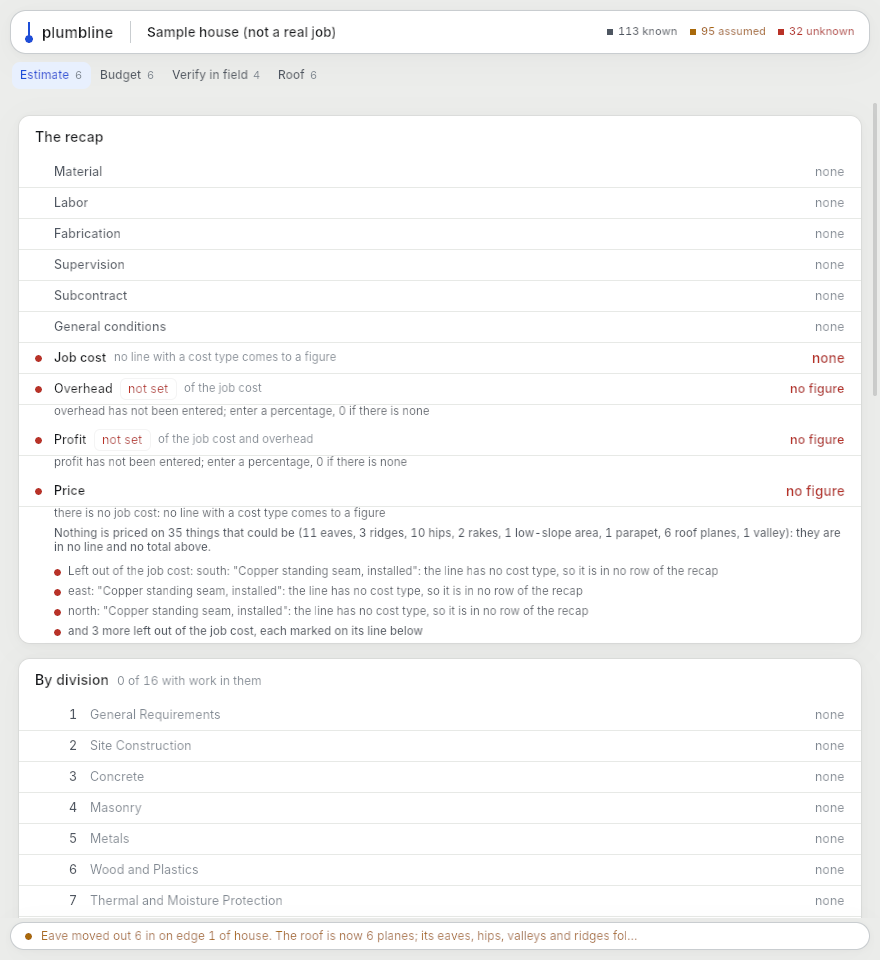 plumbline
Sample house (not a real job)
113 known
95 assumed
32 unknown
Estimate 6
Budget 6
Verify in field 4
Roof 6
The recap
Material none
Labor none
Fabrication none
Supervision none
Subcontract none
General conditions none
Job cost no line with a cost type comes to a figure none
Overhead not set of the job cost no figure
overhead has not been entered; enter a percentage, 0 if there is none
Profit not set of the job cost and overhead no figure
profit has not been entered; enter a percentage, 0 if there is none
Price no figure
there is no job cost: no line with a cost type comes to a figure
Nothing is priced on 35 things that could be (11 eaves, 3 ridges, 10 hips, 2 rakes, 1 low-slope area, 1 parapet, 6 roof planes, 1 valley): they are
in no line and no total above.
Left out of the job cost: south: "Copper standing seam, installed": the line has no cost type, so it is in no row of the recap
east: "Copper standing seam, installed": the line has no cost type, so it is in no row of the recap
north: "Copper standing seam, installed": the line has no cost type, so it is in no row of the recap
and 3 more left out of the job cost, each marked on its line below
By division 0 of 16 with work in them
1 General Requirements none
2 Site Construction none
3 Concrete none
4 Masonry none
5 Metals none
6 Wood and Plastics none
7 Thermal and Moisture Protection none
Eave moved out 6 in on edge 1 of house. The roof is now 6 planes; its eaves, hips, valleys and ridges fol...